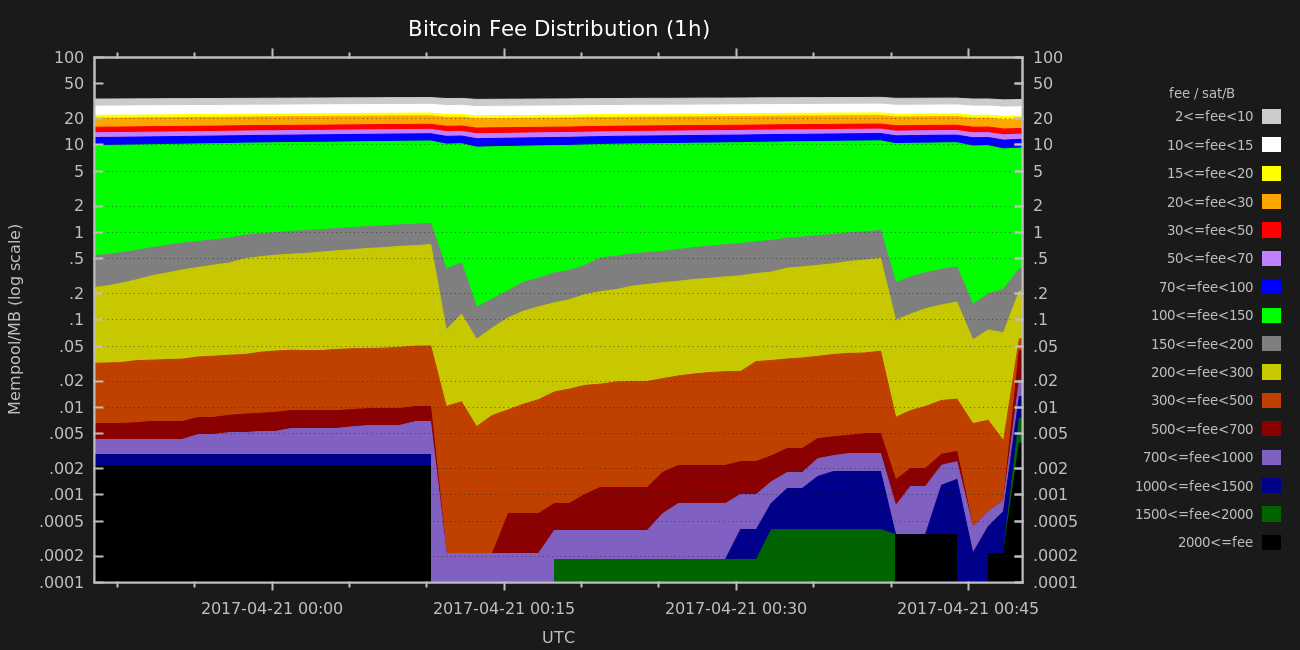 Bitcoin Fee Distribution (1h)
Mempool/MB (log scale)
100
50
20
10
5
2
1
.5
.2
.1
.05
.02
.01
.005
.002
.001
.0005
.0002
.0001
100
50
20
10
5
2
1
.5
.2
.1
.05
.02
.01
.005
.002
.001
.0005
.0002
.0001
2017-04-21 00:00
2017-04-21 00:15
2017-04-21 00:30
2017-04-21 00:45
UTC
fee / sat/B
2<=fee<10
10<=fee<15
15<=fee<20
20<=fee<30
30<=fee<50
50<=fee<70
70<=fee<100
100<=fee<150
150<=fee<200
200<=fee<300
300<=fee<500
500<=fee<700
700<=fee<1000
1000<=fee<1500
1500<=fee<2000
2000<=fee